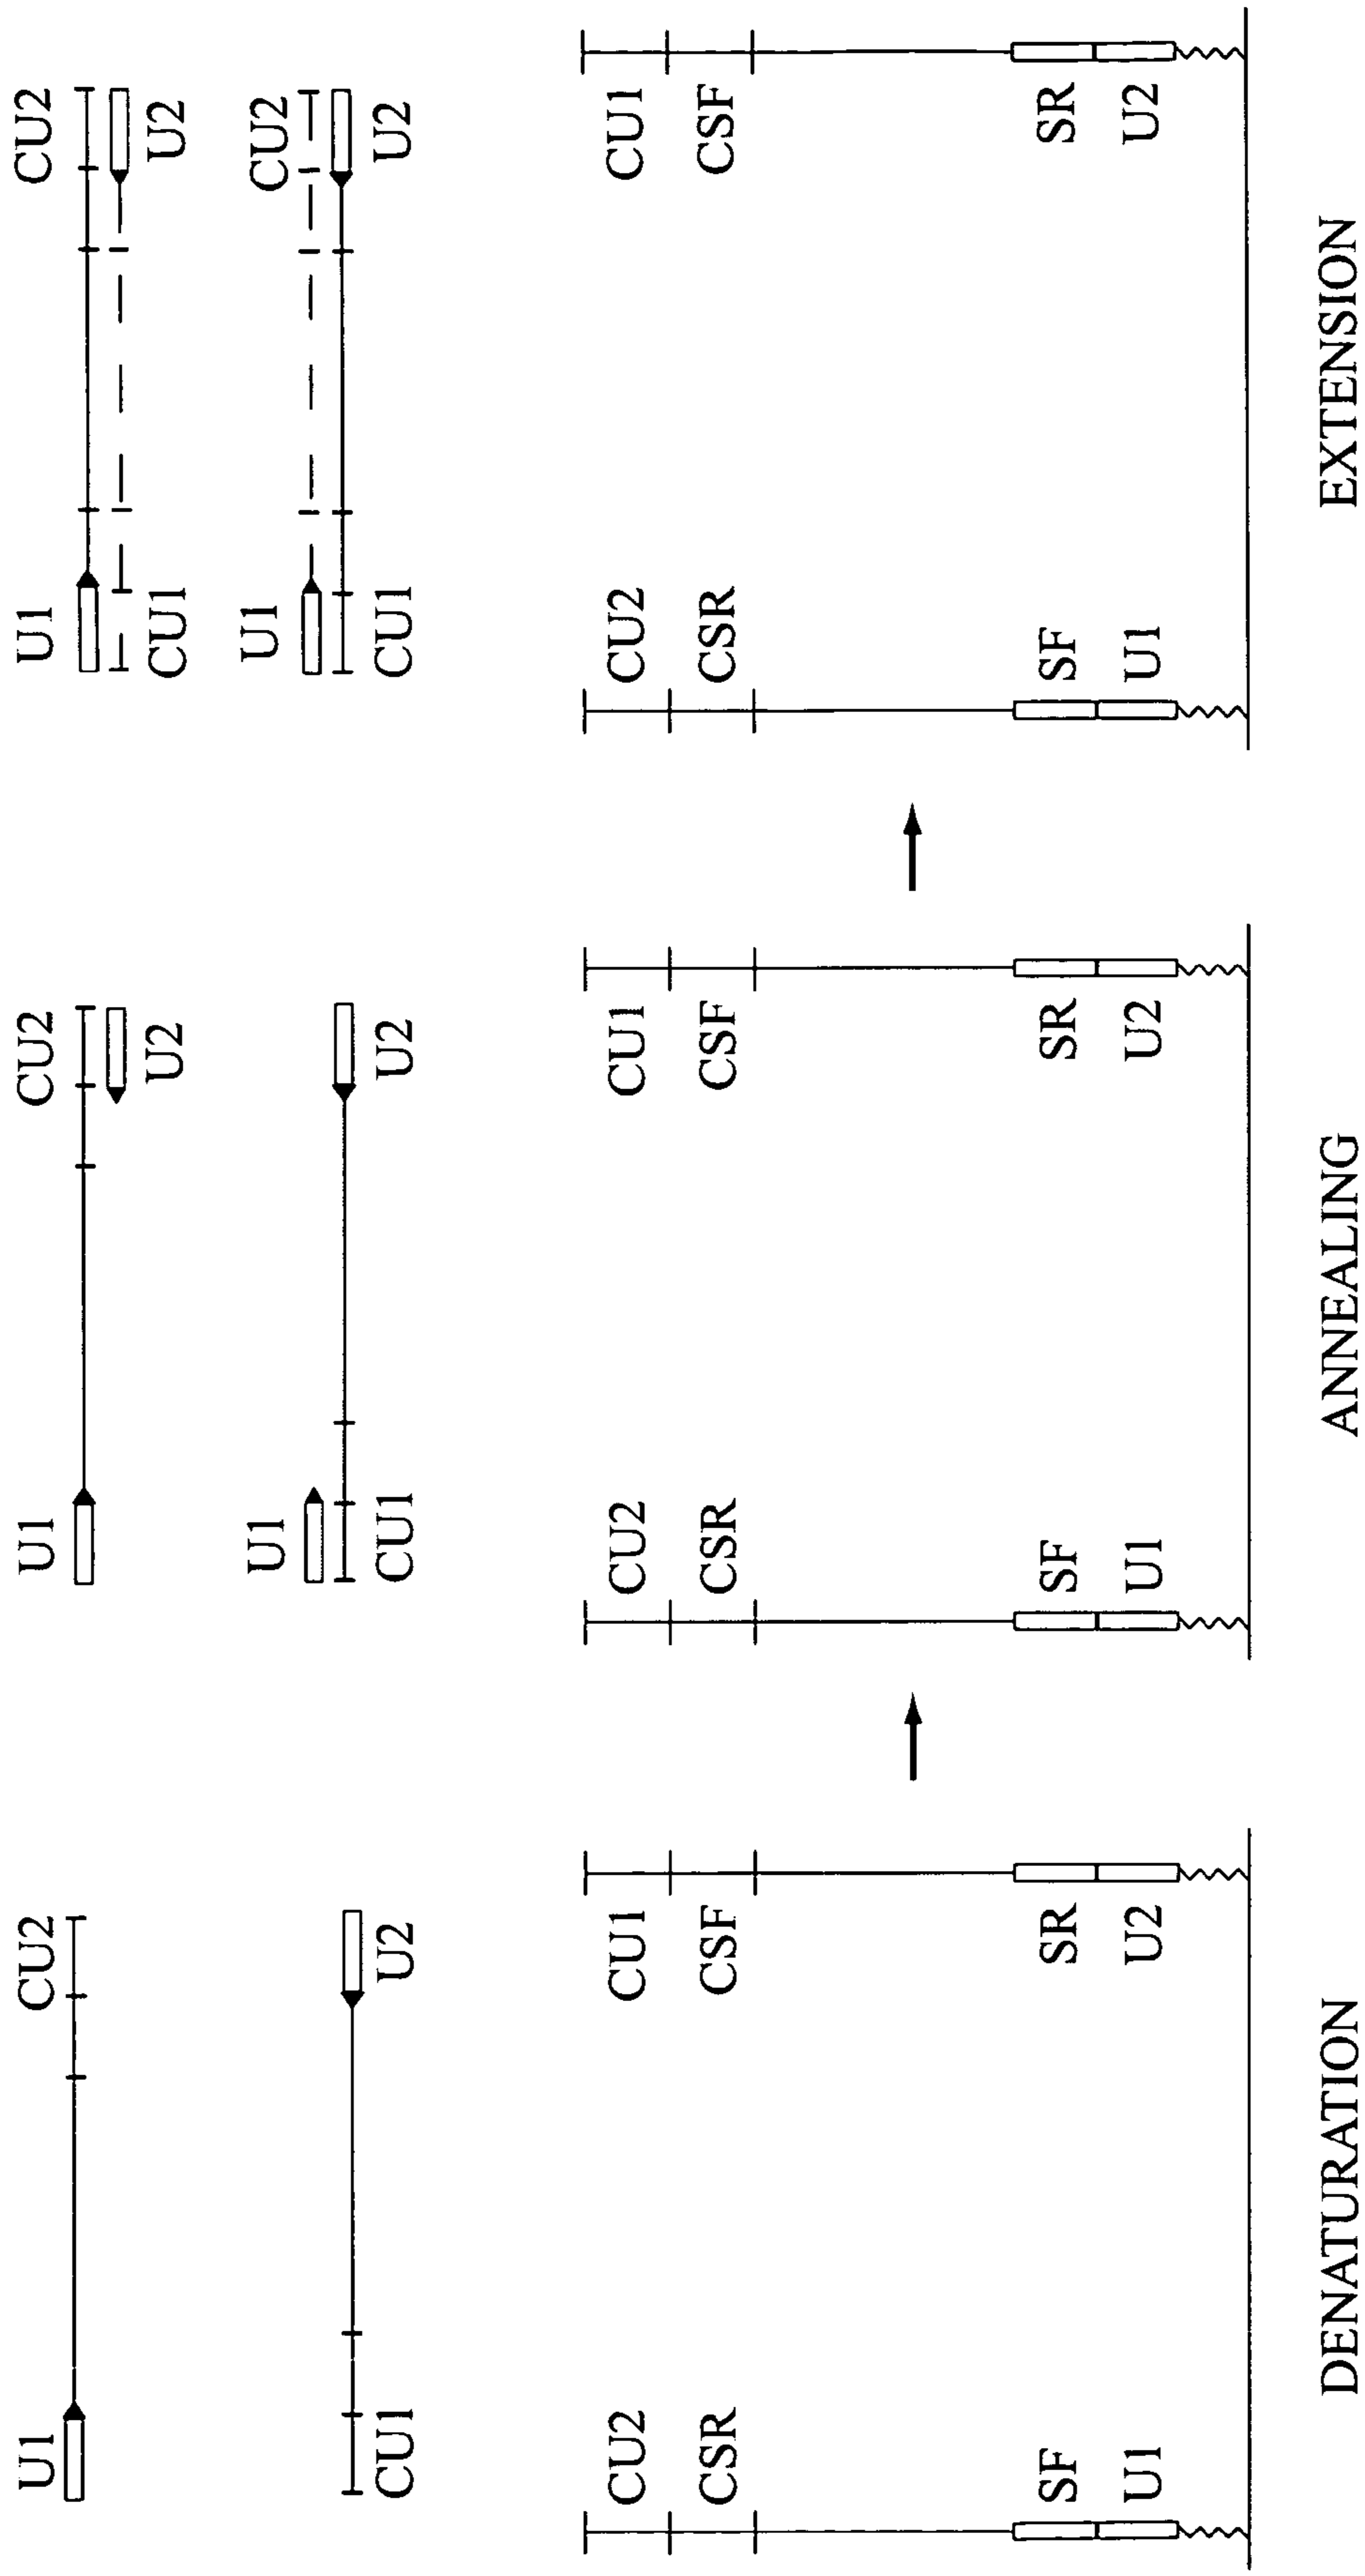 U1
CU2
CU1
U2
CU2
CSR
SF
U1
CU1
CSF
SR
U2
DENATURATION
U1
CU2
U2
U1
CU1
U2
CU2
CSR
SF
U1
CU1
CSF
SR
U2
ANNEALING
U1
CU2
CU1
U2
U1
CU2
CU1
U2
CU2
CSR
SF
U1
CU1
CSF
SR
U2
EXTENSION